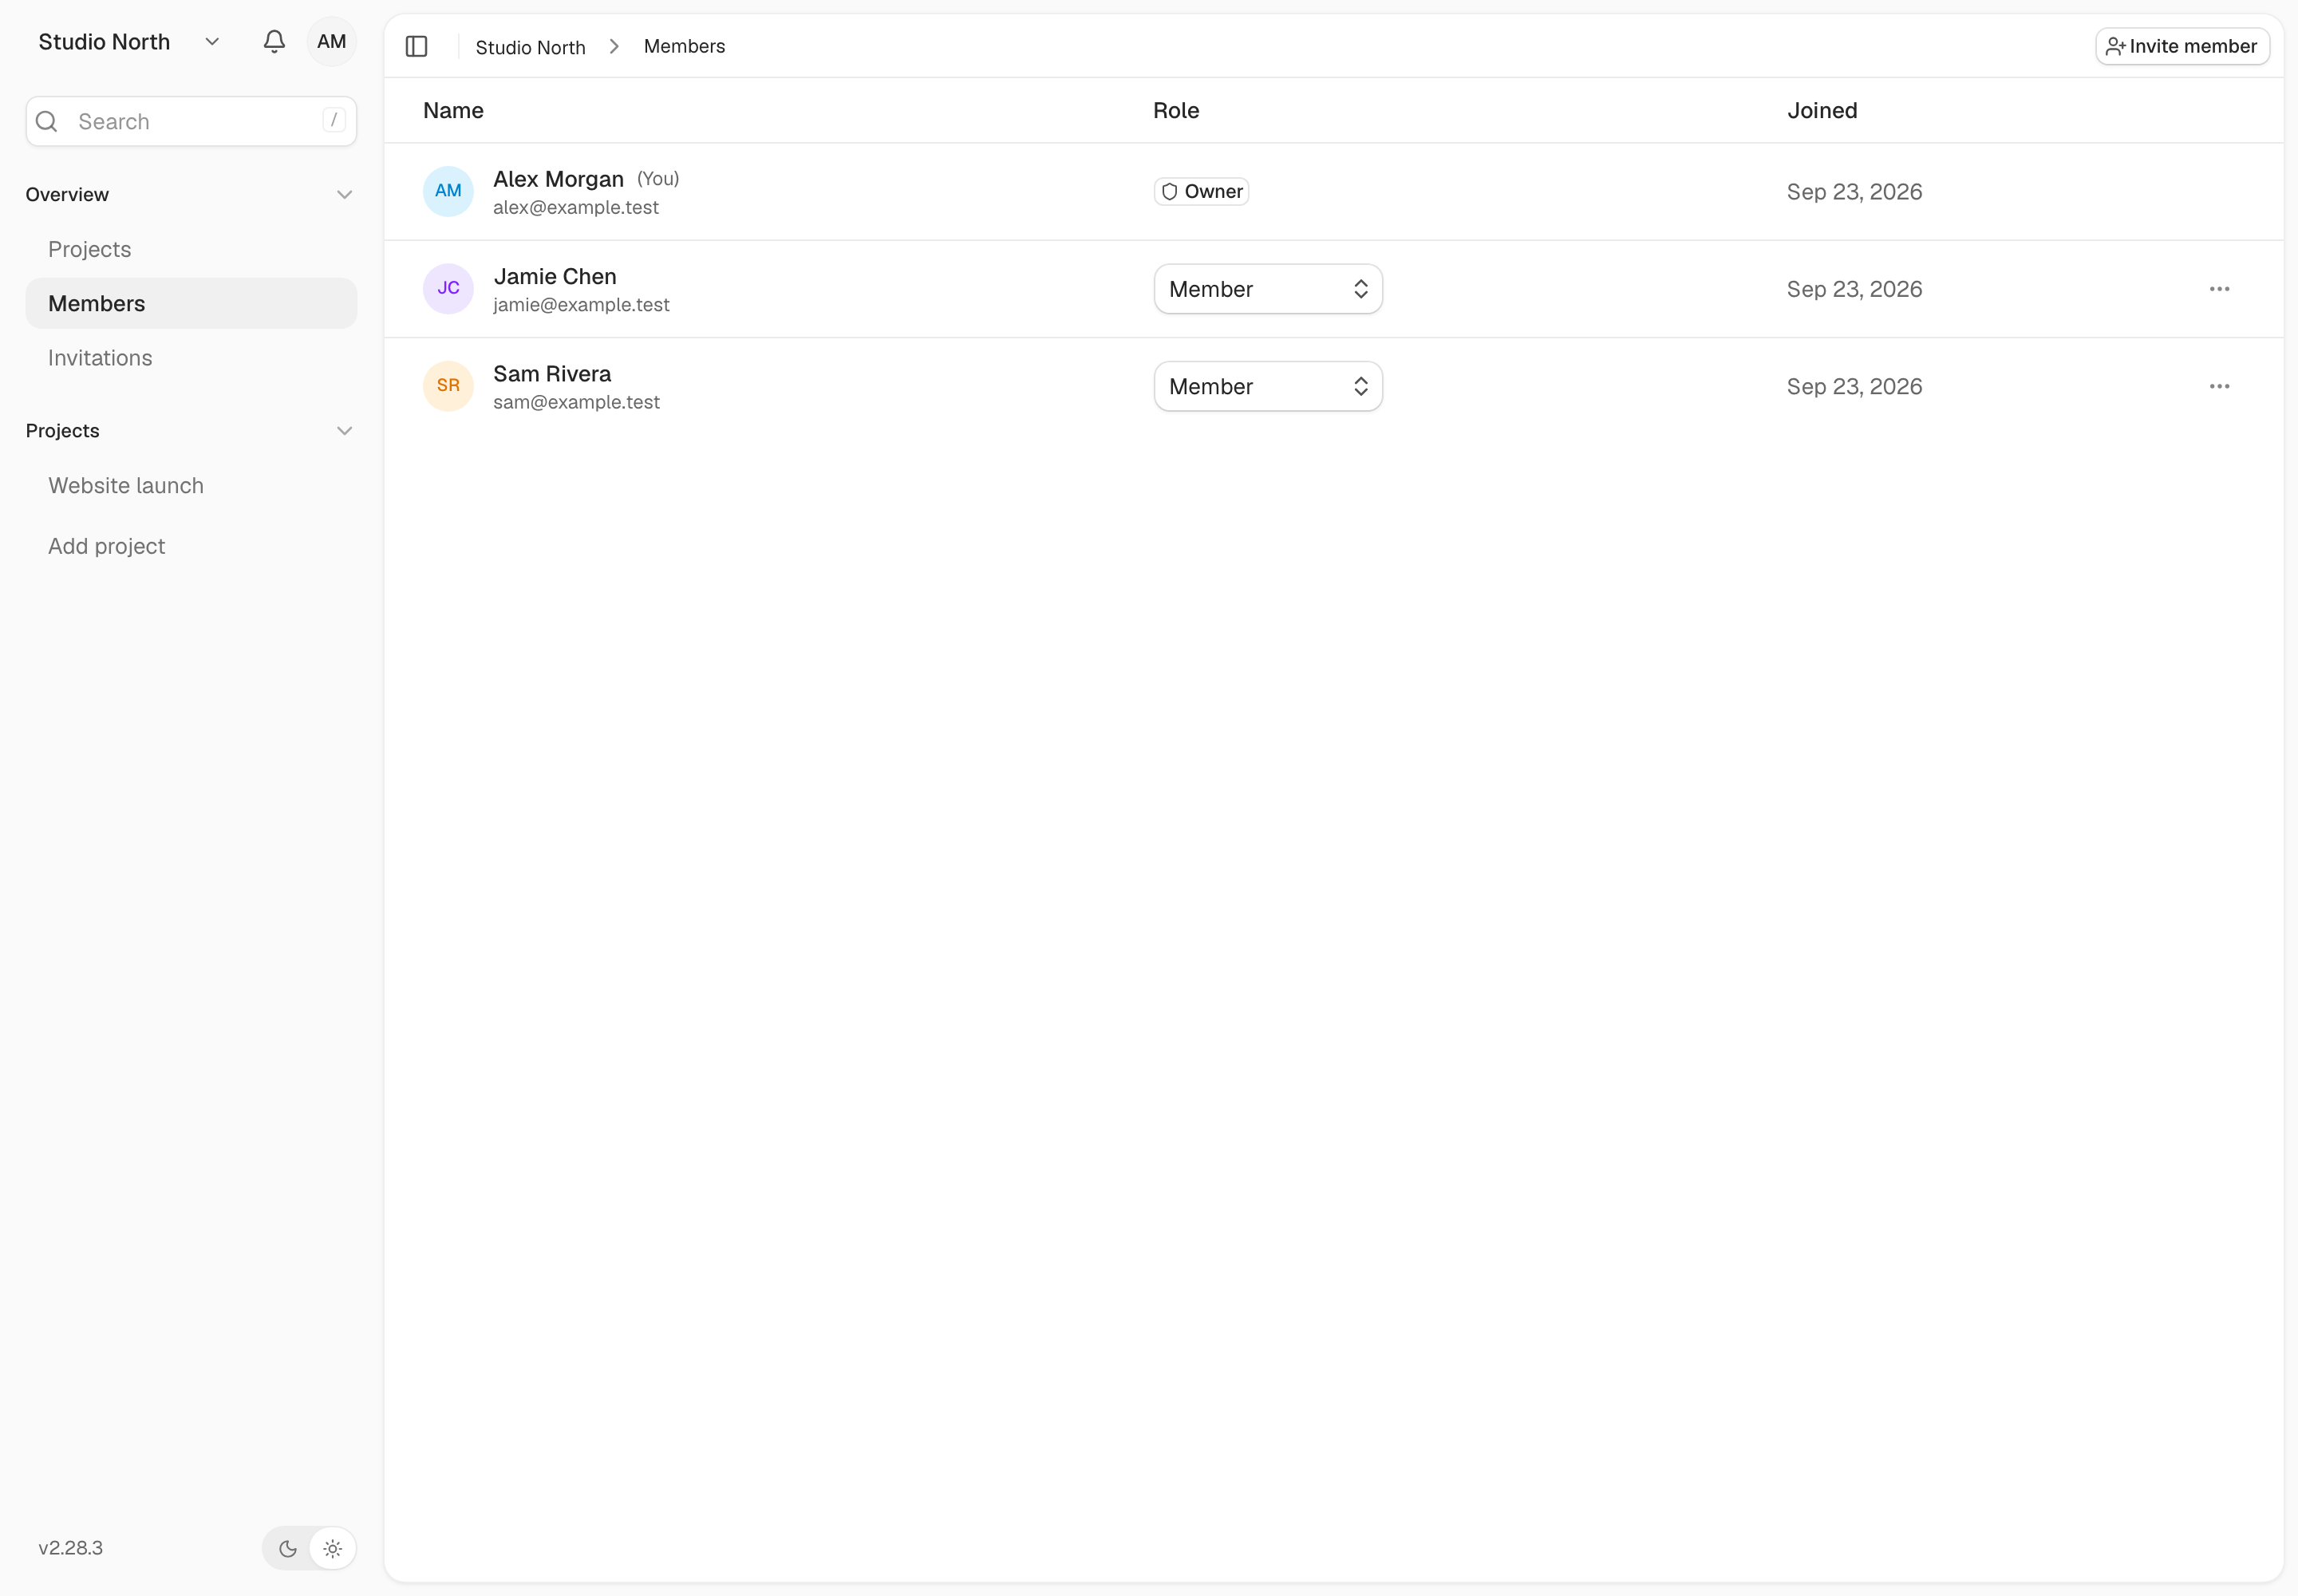 Studio North
AM
Search
/
Overview
Projects
Members
Invitations
Projects
Website launch
Add project
v2.28.3
Studio North
Members
Invite member
Name
Role
Joined
AM
Alex Morgan (You)
alex@example.test
Owner
Sep 23, 2026
JC
Jamie Chen
jamie@example.test
Member
Sep 23, 2026
SR
Sam Rivera
sam@example.test
Member
Sep 23, 2026